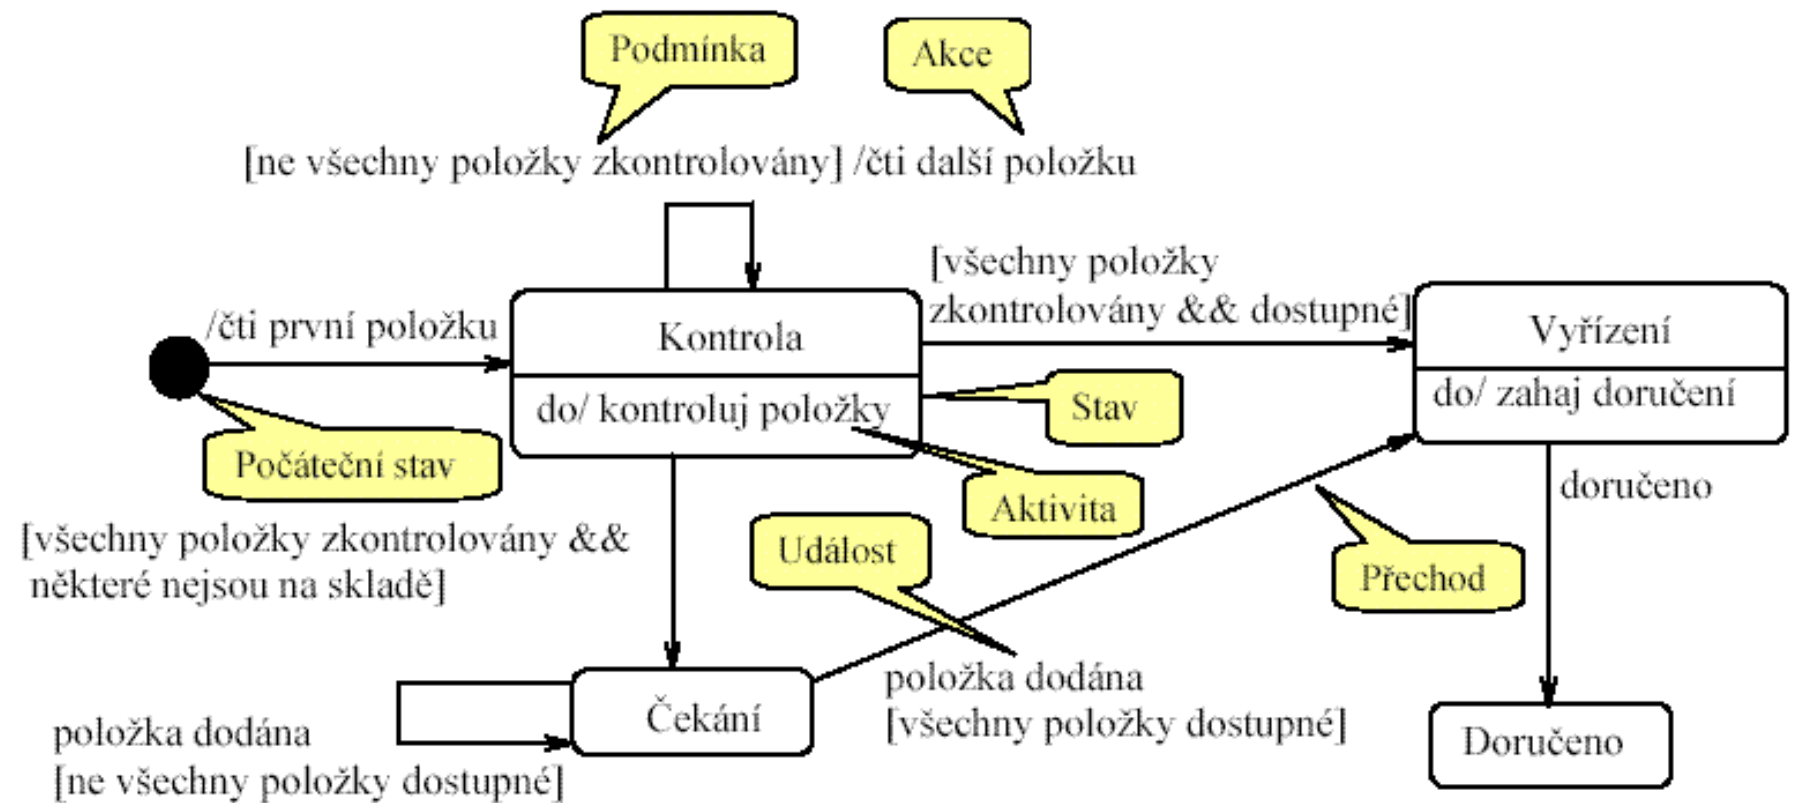 Podmínka
Akce
[ne všechny položky zkontrolovány] /čti další položku
[všechny položky
zkontrolovány && dostupné]
/čti první položku
Kontrola
Vyřízení
do/ kontroluj položky
do/ zahaj doručení
Stav
Počáteční stav
Aktivita
doručeno
[všechny položky zkontrolovány &&
některé nejsou na skladě]
Událost
Přechod
položka dodána
[všechny položky dostupné]
Čekání
položka dodána
[ne všechny položky dostupné]
Doručeno